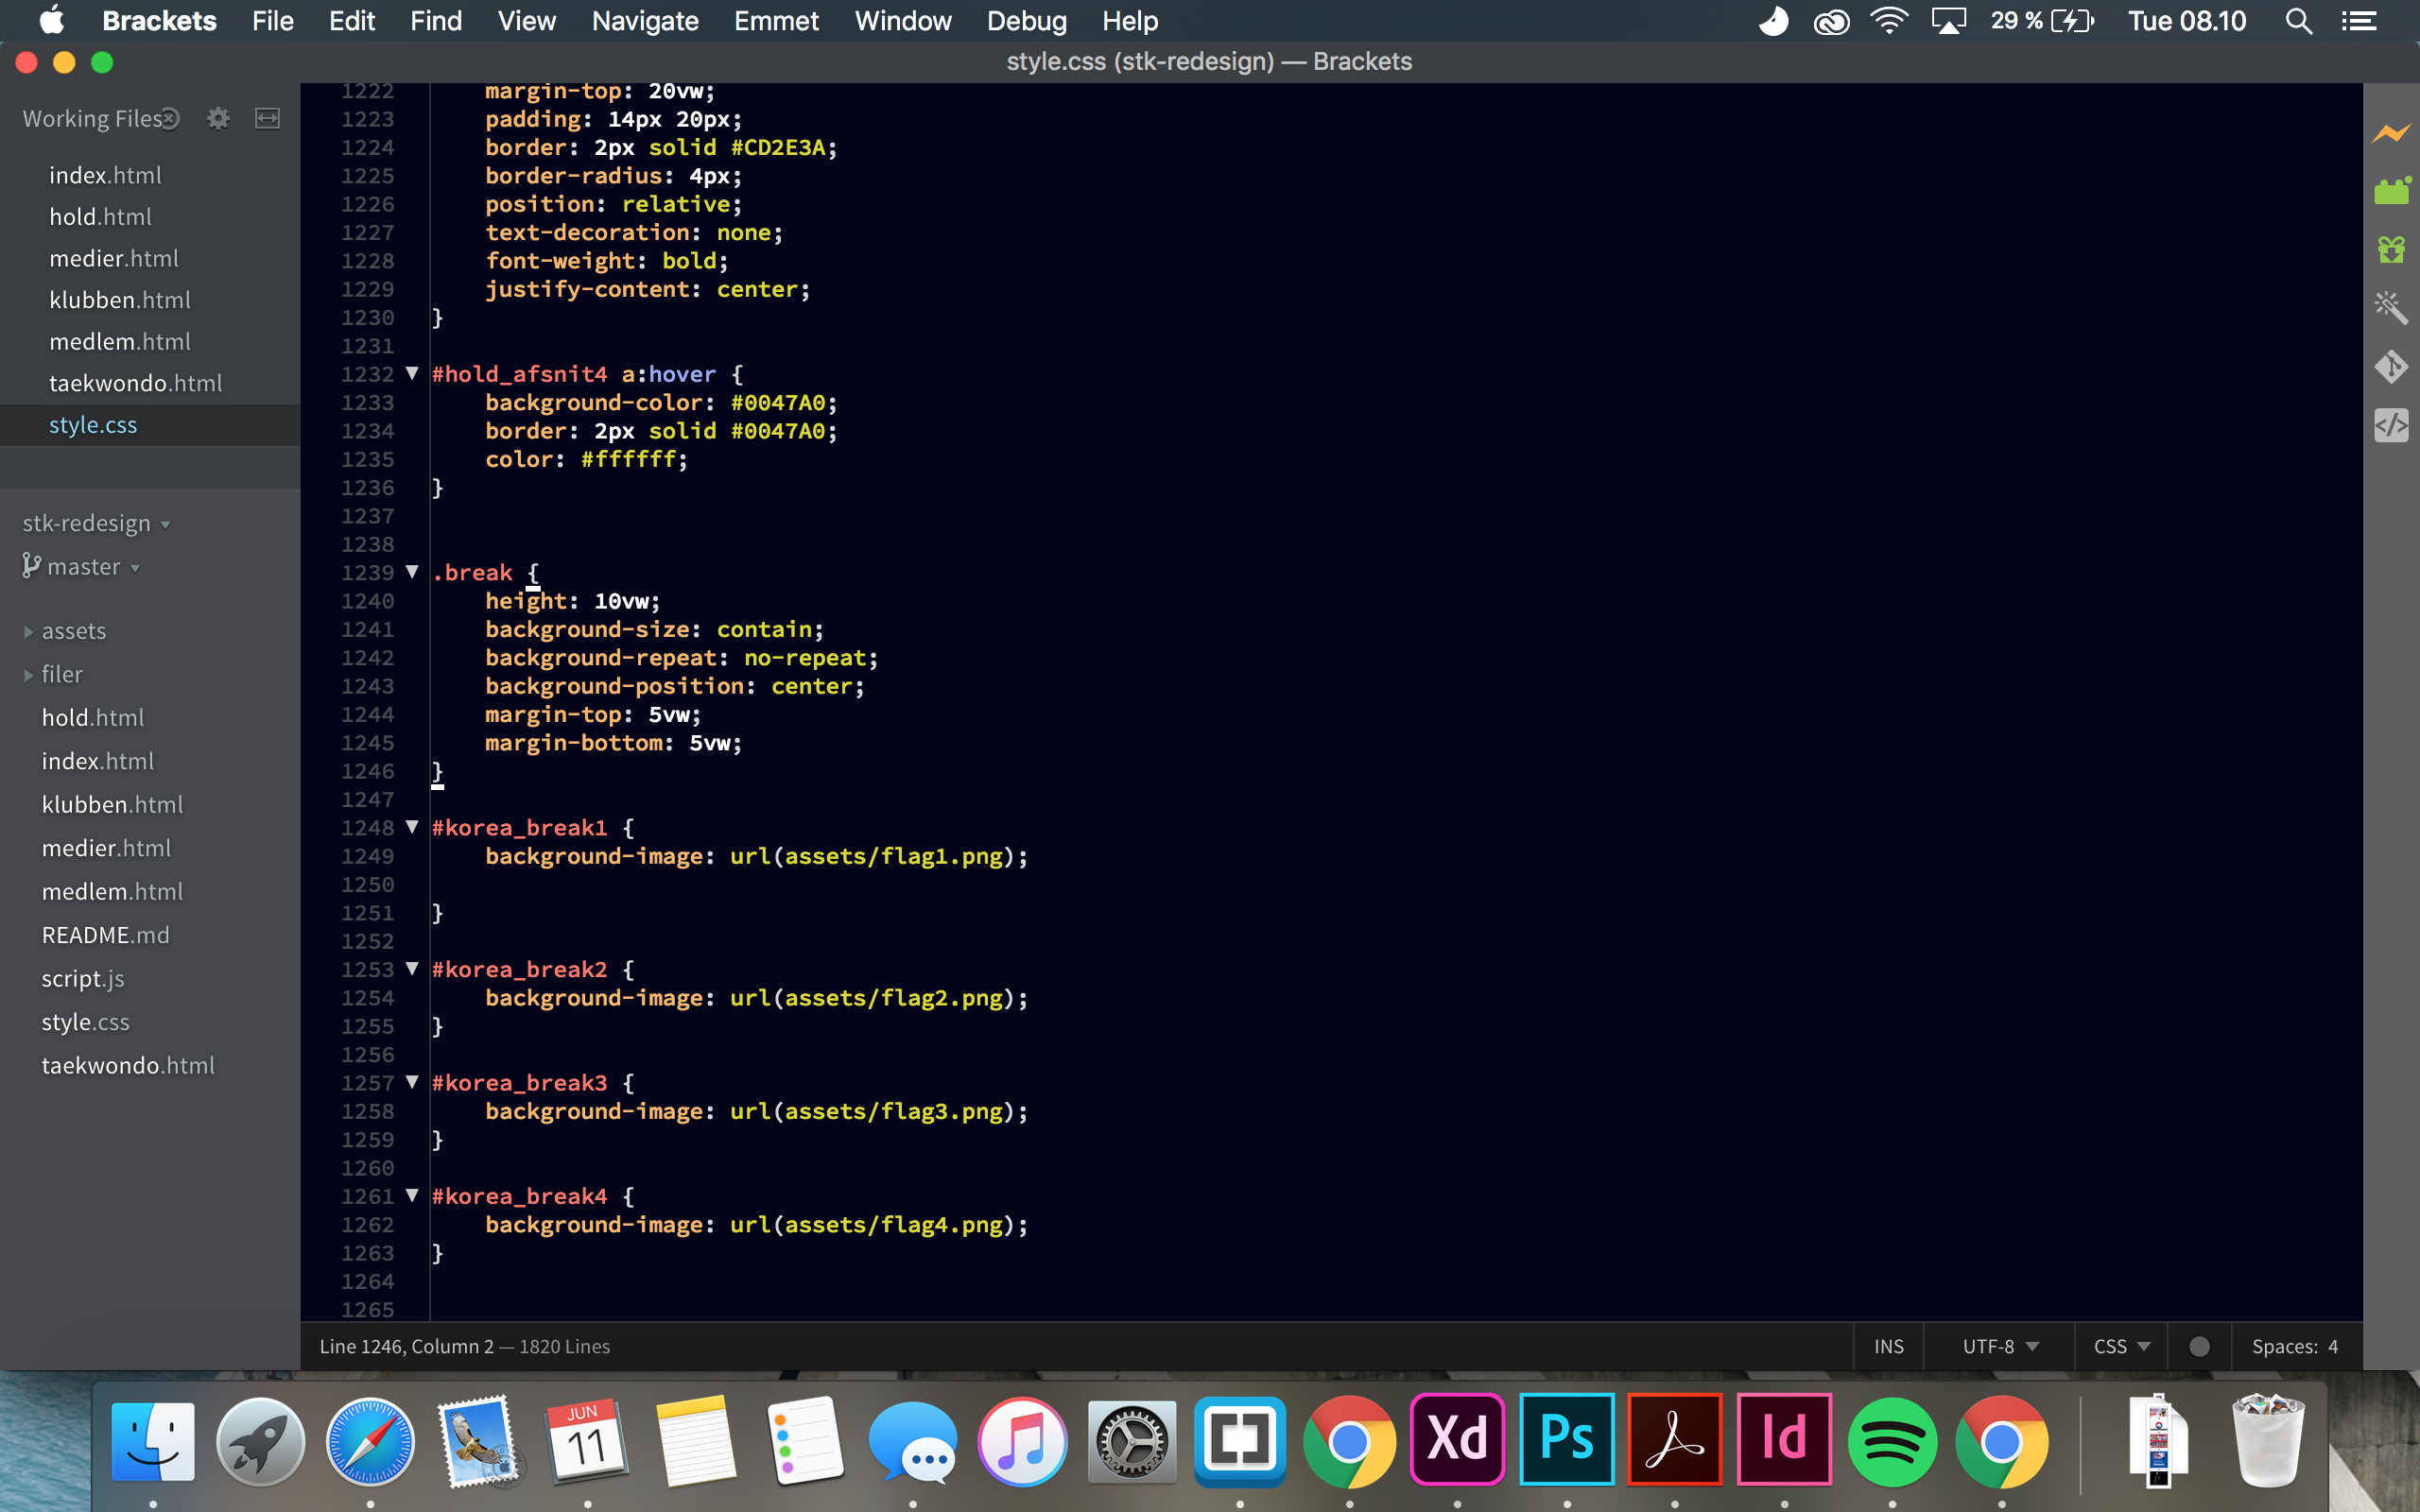 Brackets File Edit Find View Navigate Emmet Window Debug Help 29 % Tue 08.10
style.css (stk-redesign) — Brackets
Working Files
index.html
hold.html
medier.html
klubben.html
medlem.html
taekwondo.html
style.css
stk-redesign
master
assets
filer
hold.html
index.html
klubben.html
medier.html
medlem.html
README.md
script.js
style.css
taekwondo.html
1222 margin-top: 20vw;
1223 padding: 14px 20px;
1224 border: 2px solid #CD2E3A;
1225 border-radius: 4px;
1226 position: relative;
1227 text-decoration: none;
1228 font-weight: bold;
1229 justify-content: center;
1230 }
1231
1232 #hold_afsnit4 a:hover {
1233 background-color: #0047A0;
1234 border: 2px solid #0047A0;
1235 color: #ffffff;
1236 }
1237
1238
1239 .break {
1240 height: 10vw;
1241 background-size: contain;
1242 background-repeat: no-repeat;
1243 background-position: center;
1244 margin-top: 5vw;
1245 margin-bottom: 5vw;
1246 }
1247
1248 #korea_break1 {
1249 background-image: url(assets/flag1.png);
1250
1251 }
1252
1253 #korea_break2 {
1254 background-image: url(assets/flag2.png);
1255 }
1256
1257 #korea_break3 {
1258 background-image: url(assets/flag3.png);
1259 }
1260
1261 #korea_break4 {
1262 background-image: url(assets/flag4.png);
1263 }
1264
1265
Line 1246, Column 2 — 1820 Lines INS UTF-8 CSS Spaces: 4
JUN
11
Xd
Ps
Id